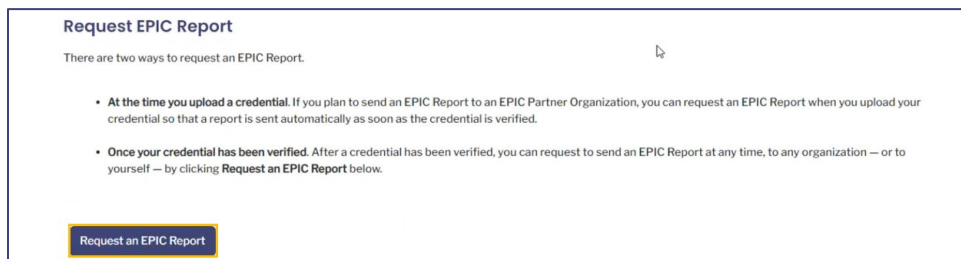 Request EPIC Report
There are two ways to request an EPIC Report.
• At the time you upload a credential. If you plan to send an EPIC Report to an EPIC Partner Organization, you can request an EPIC Report when you upload your
credential so that a report is sent automatically as soon as the credential is verified.
• Once your credential has been verified. After a credential has been verified, you can request to send an EPIC Report at any time, to any organization — or to
yourself — by clicking Request an EPIC Report below.
Request an EPIC Report